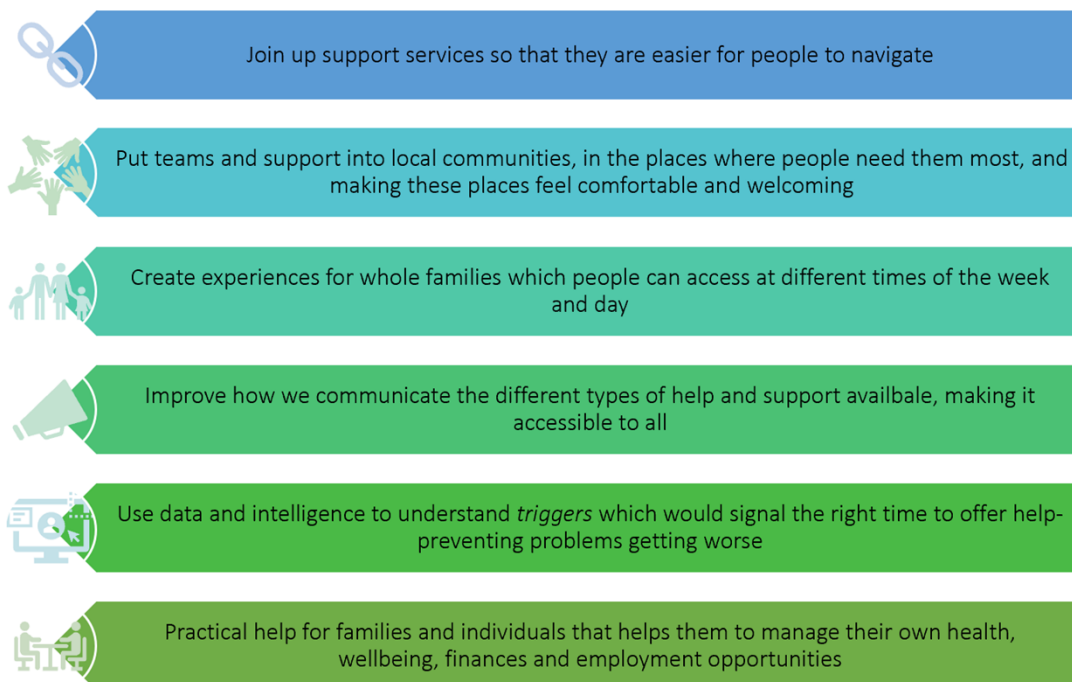 Join up support services so that they are easier for people to navigate
Put teams and support into local communities, in the places where people need them most, and
making these places feel comfortable and welcoming
Create experiences for whole families which people can access at different times of the week
and day
Improve how we communicate the different types of help and support availbale, making it
accessible to all
Use data and intelligence to understand triggers which would signal the right time to offer help-
preventing problems getting worse
Practical help for families and individuals that helps them to manage their own health,
wellbeing, finances and employment opportunities